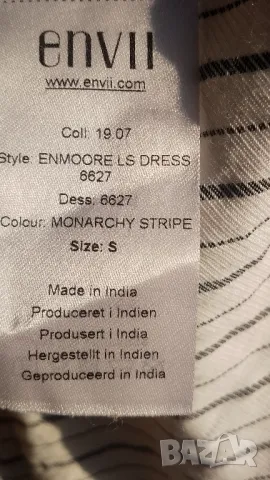 envii
www.envii.com
Coll: 19.07
Style: ENMOORE LS DRESS
6627
Dess: 6627
Colour: MONARCHY STRIPE
Size: S
Made in India
Produceret i Indien
Produsert i India
Hergestellt in Indien
Geproduceerd in India
BAZAR